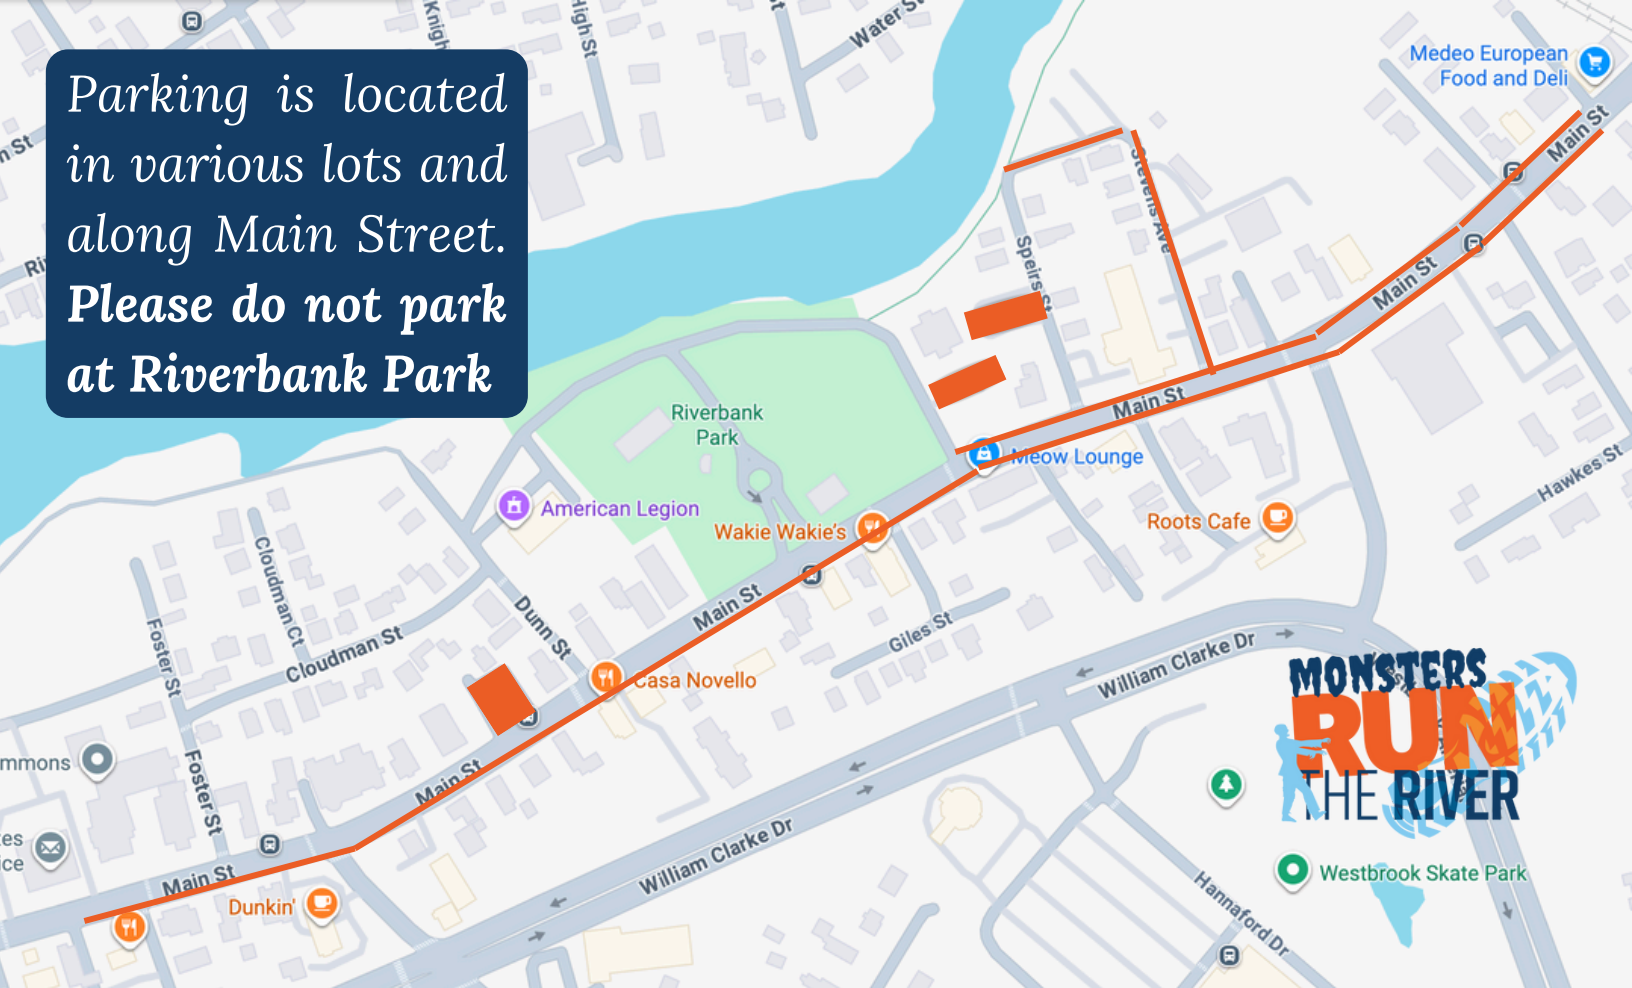 Parking is located
in various lots and
along Main Street.
Please do not park
at Riverbank Park
High St
Water St
Medeo European
Food and Deli
Main St
Stevens Ave
Speirs St
Main St
Main St
Riverbank
Park
Meow Lounge
Hawkes St
American Legion
Wakie Wakie's
Roots Cafe
Cloudman Ct
Main St
Dunn St
Giles St
Foster St
Cloudman St
William Clarke Dr
Casa Novello
MONSTERS
RUN
THE RIVER
mmons
Foster St
Main St
William Clarke Dr
Main St
Dunkin'
Westbrook Skate Park
Hannaford Dr